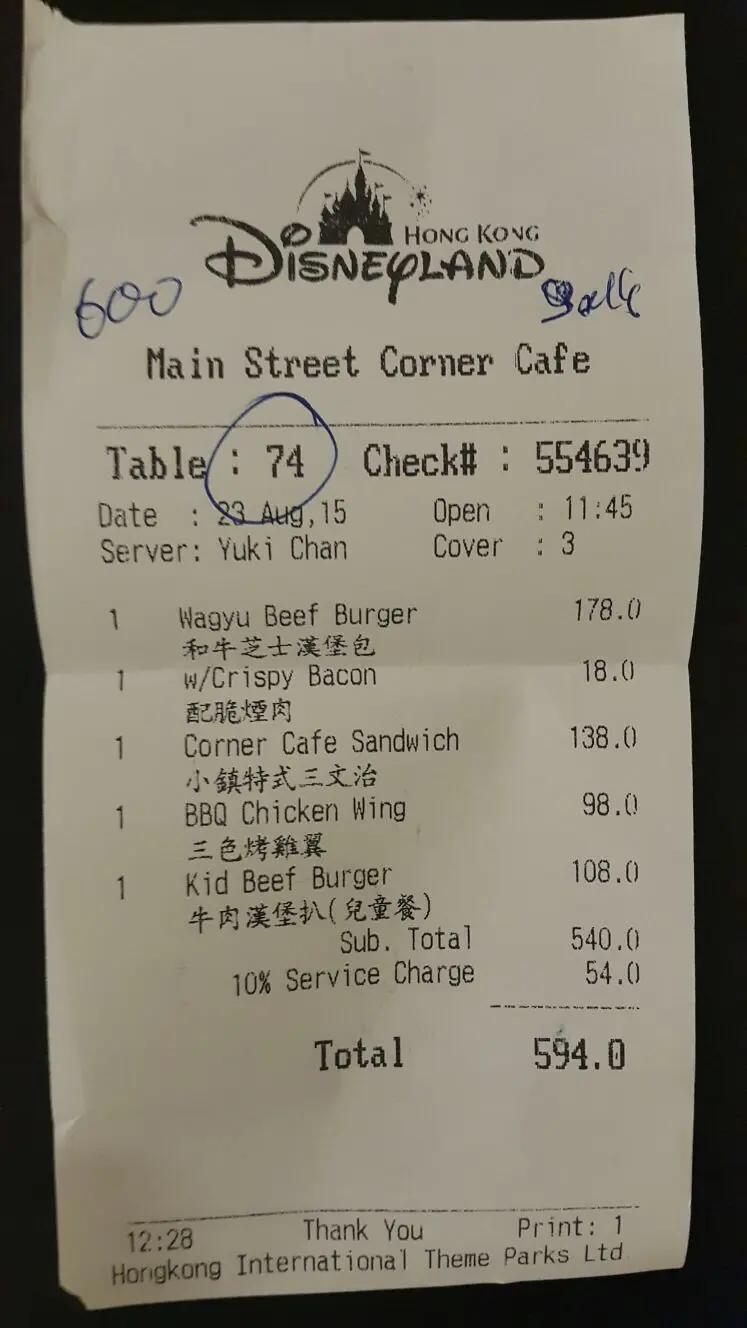 HONG KONG
DISNEYLAND
600
Main Street Corner Cafe
Table : 74 Check# : 554639
Date : 23 Aug,15 Open : 11:45
Server: Yuki Chan Cover : 3
1 Wagyu Beef Burger 178.0
和牛芝士漢堡包
1 w/Crispy Bacon 18.0
配脆煙肉
1 Corner Cafe Sandwich 138.0
小鎮特式三文治
1 BBQ Chicken Wing 98.0
三色烤雞翼
1 Kid Beef Burger 108.0
牛肉漢堡扒(兒童餐)
Sub. Total 540.0
10% Service Charge 54.0
Total 594.0
12:28 Thank You Print: 1
Hongkong International Theme Parks Ltd